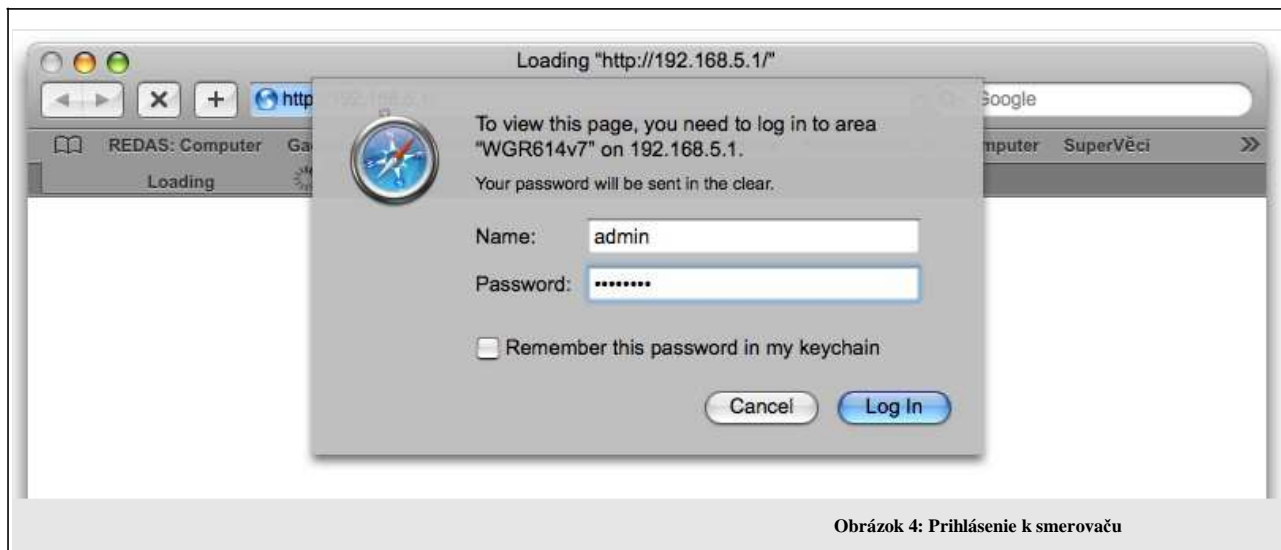 Loading "http://192.168.5.1/"
http
Google
REDAS: Computer Ga mputer SuperVěci
Loading
To view this page, you need to log in to area
"WGR614v7" on 192.168.5.1.
Your password will be sent in the clear.
Name: admin
Password: ••••••••
Remember this password in my keychain
Cancel Log In
Obrázok 4: Prihlásenie k smerovaču